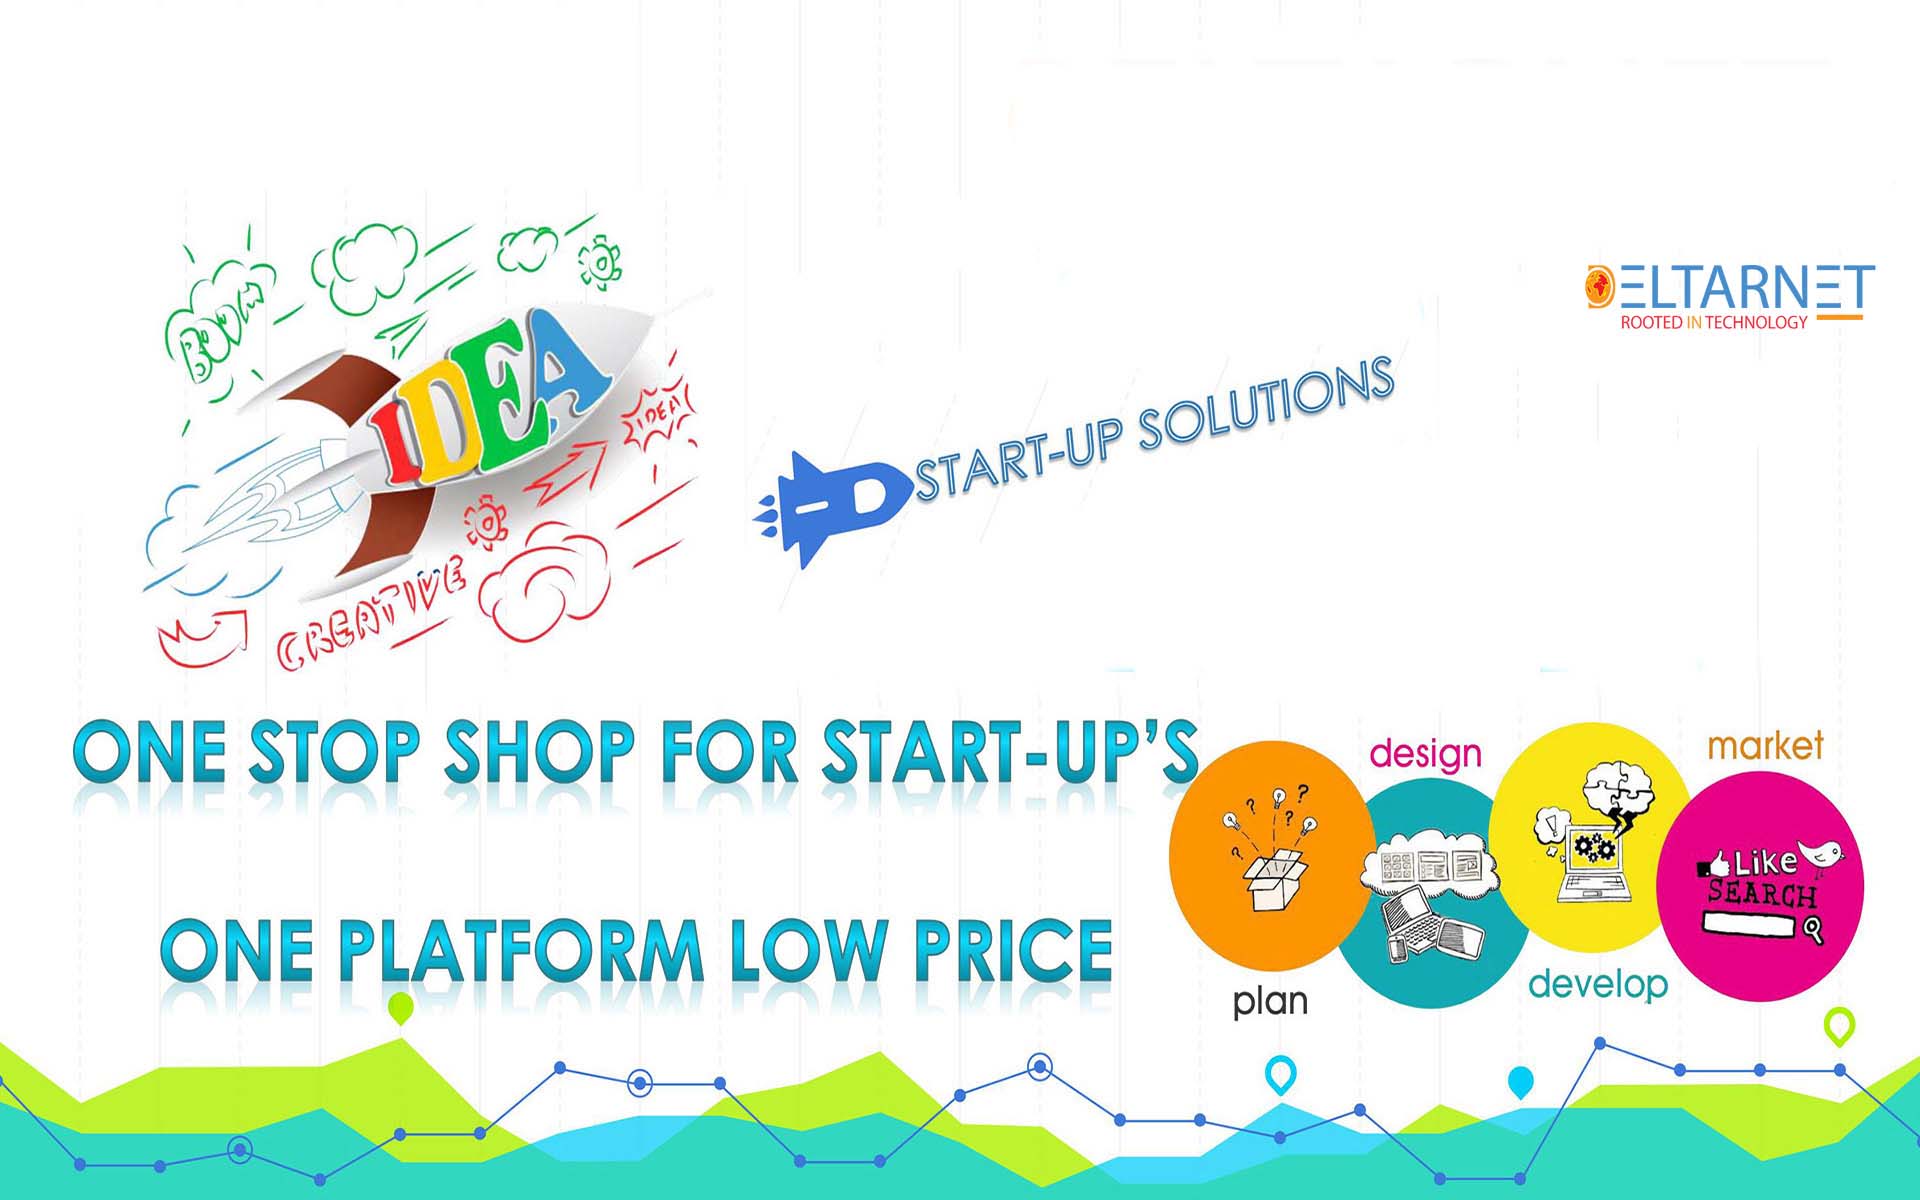 BOOM
IDEA
IDEA
CREATIVE
DELTARNET
ROOTED IN TECHNOLOGY
START-UP SOLUTIONS
ONE STOP SHOP FOR START-UP'S
ONE PLATFORM LOW PRICE
plan
design
develop
market
Like
SEARCH